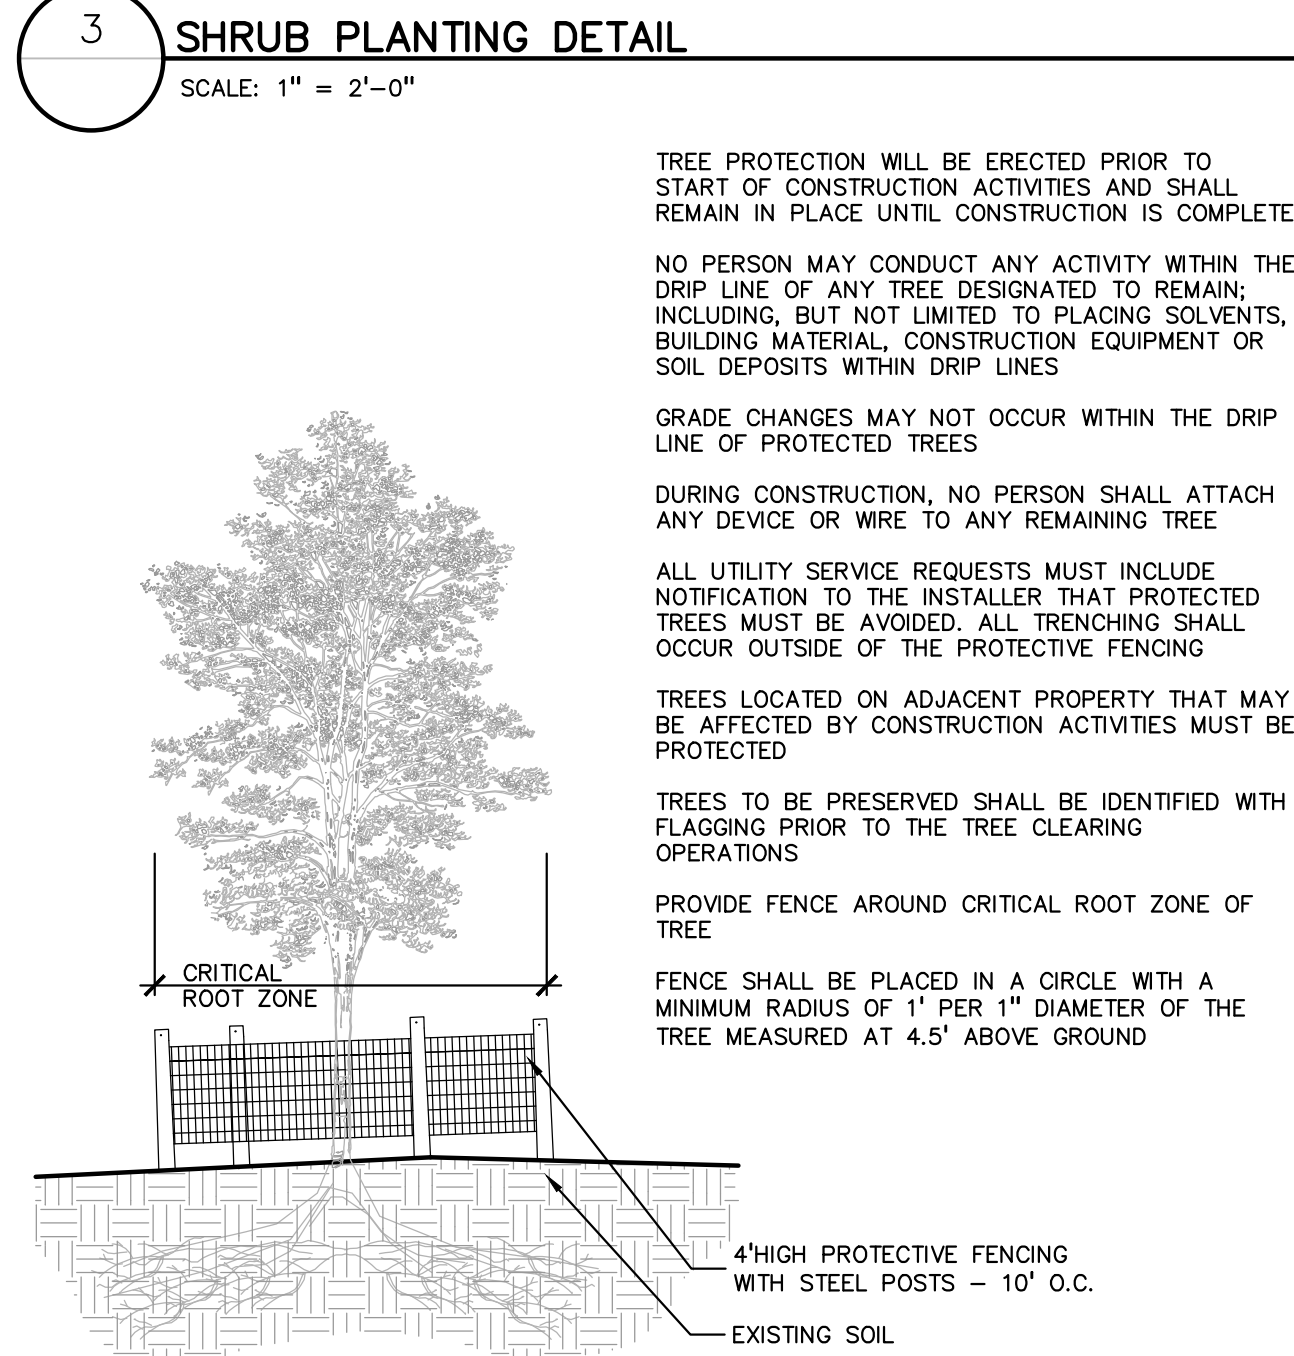 3
SHRUB PLANTING DETAIL
SCALE: 1" = 2'-0"
TREE PROTECTION WILL BE ERECTED PRIOR TO
START OF CONSTRUCTION ACTIVITIES AND SHALL
REMAIN IN PLACE UNTIL CONSTRUCTION IS COMPLETE
NO PERSON MAY CONDUCT ANY ACTIVITY WITHIN THE
DRIP LINE OF ANY TREE DESIGNATED TO REMAIN;
INCLUDING, BUT NOT LIMITED TO PLACING SOLVENTS,
BUILDING MATERIAL, CONSTRUCTION EQUIPMENT OR
SOIL DEPOSITS WITHIN DRIP LINES
GRADE CHANGES MAY NOT OCCUR WITHIN THE DRIP
LINE OF PROTECTED TREES
DURING CONSTRUCTION, NO PERSON SHALL ATTACH
ANY DEVICE OR WIRE TO ANY REMAINING TREE
ALL UTILITY SERVICE REQUESTS MUST INCLUDE
NOTIFICATION TO THE INSTALLER THAT PROTECTED
TREES MUST BE AVOIDED. ALL TRENCHING SHALL
OCCUR OUTSIDE OF THE PROTECTIVE FENCING
TREES LOCATED ON ADJACENT PROPERTY THAT MAY
BE AFFECTED BY CONSTRUCTION ACTIVITIES MUST BE
PROTECTED
TREES TO BE PRESERVED SHALL BE IDENTIFIED WITH
FLAGGING PRIOR TO THE TREE CLEARING
OPERATIONS
PROVIDE FENCE AROUND CRITICAL ROOT ZONE OF
TREE
FENCE SHALL BE PLACED IN A CIRCLE WITH A
MINIMUM RADIUS OF 1' PER 1" DIAMETER OF THE
TREE MEASURED AT 4.5' ABOVE GROUND
CRITICAL
ROOT ZONE
4'HIGH PROTECTIVE FENCING
WITH STEEL POSTS - 10' O.C.
EXISTING SOIL